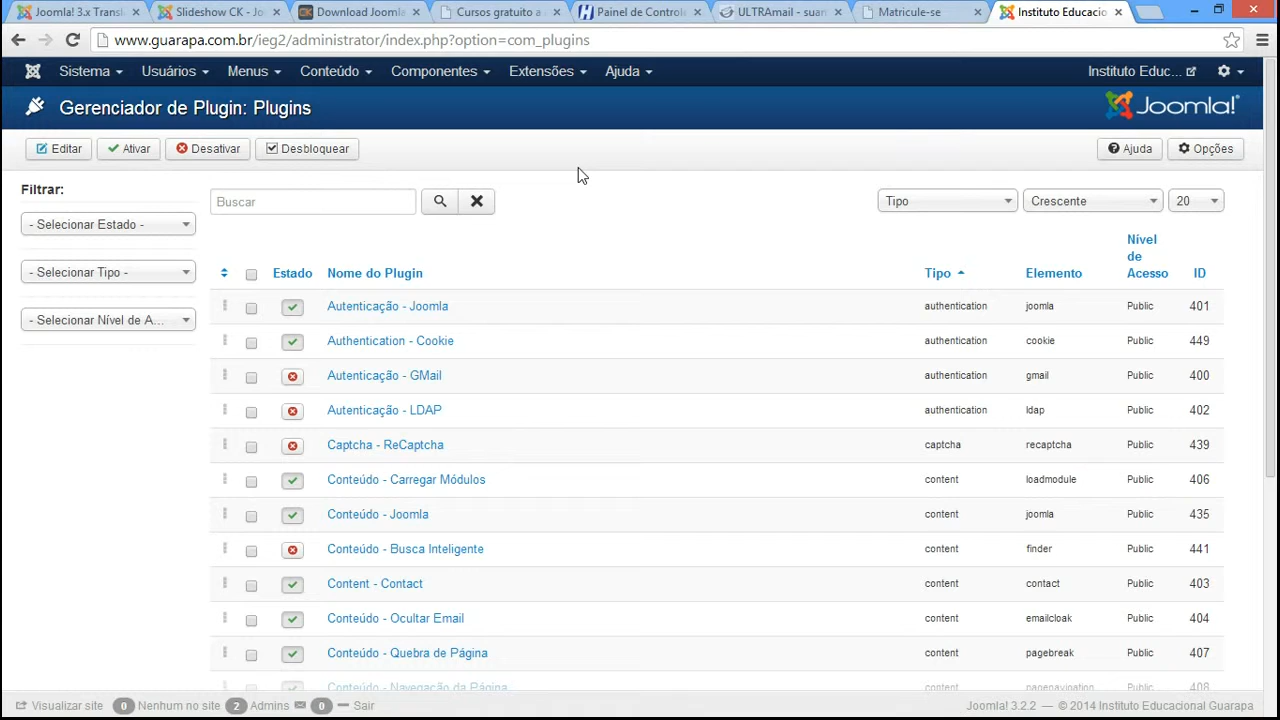 Joomla! 3.x Transl
Slideshow CK - Jo
Download Joomla
Cursos gratuito a
Painel de Control
ULTRAmail - suar
Matricule-se
Instituto Educacio
www.guarapa.com.br/ieg2/administrator/index.php?option=com_plugins
Sistema Usuários Menus Conteúdo Componentes Extensões Ajuda Instituto Educ...
Gerenciador de Plugin: Plugins
Joomla!
Editar Ativar Desativar Desbloquear Ajuda Opções
Filtrar:
- Selecionar Estado -
- Selecionar Tipo -
- Selecionar Nível de A...
Buscar Tipo Crescente 20
Estado Nome do Plugin Tipo Elemento Nível de Acesso ID
Autenticação - Joomla authentication joomla Public 401
Authentication - Cookie authentication cookie Public 449
Autenticação - GMail authentication gmail Public 400
Autenticação - LDAP authentication ldap Public 402
Captcha - ReCaptcha captcha recaptcha Public 439
Conteúdo - Carregar Módulos content loadmodule Public 406
Conteúdo - Joomla content joomla Public 435
Conteúdo - Busca Inteligente content finder Public 441
Content - Contact content contact Public 403
Conteúdo - Ocultar Email content emailcloak Public 404
Conteúdo - Quebra de Página content pagebreak Public 407
Conteúdo - Navegação da Página content pagenavigation Public 408
Visualizar site 0 Nenhum no site 2 Admins 0 Sair Joomla! 3.2.2 — © 2014 Instituto Educacional Guarapa